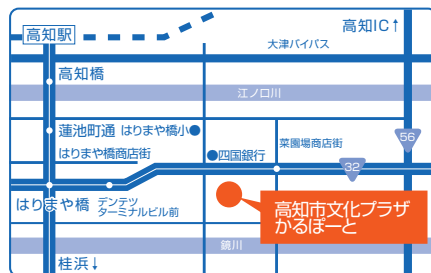 高知IC↑
高知駅
大津バイパス
高知橋
江ノ口川
蓮池町通
はりまや橋小
はりまや橋商店街
四国銀行
菜園場商店街
56
32
はりまや橋
デンテツ
ターミナルビル前
高知市文化プラザ
かるぽーと
鏡川
桂浜↓